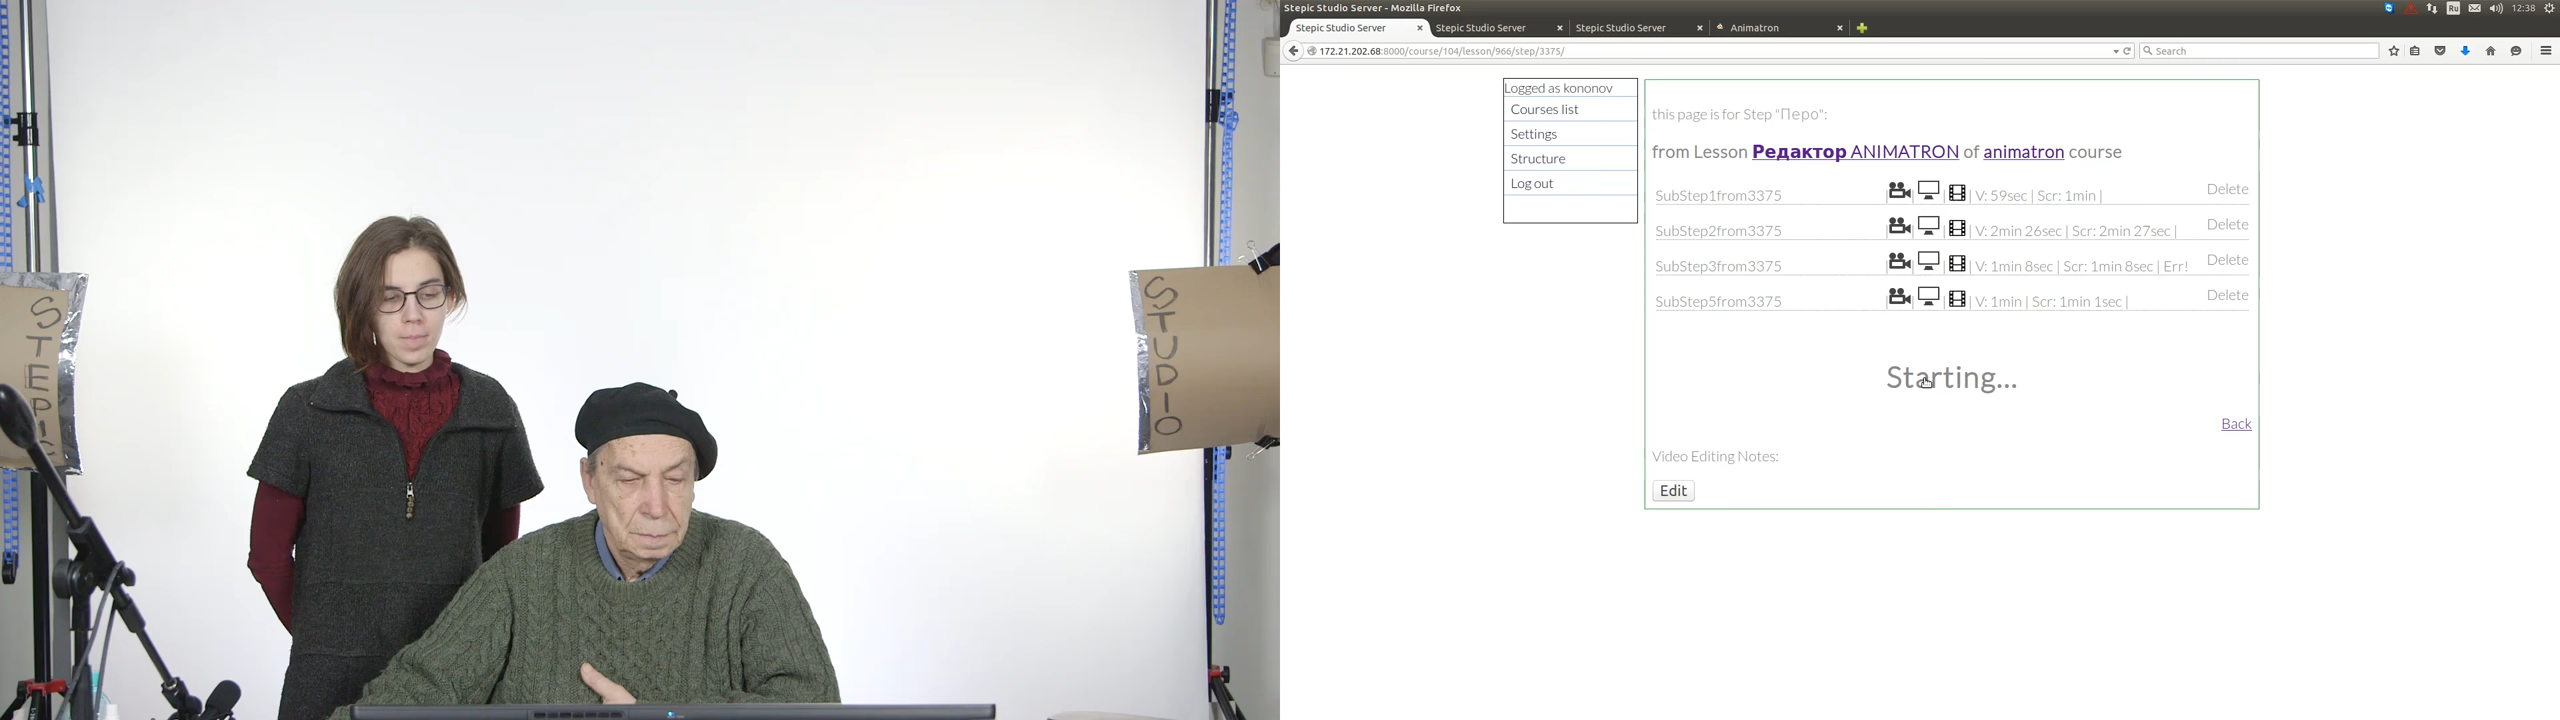 STEPIC
STUDIO
Stepic Studio Server - Mozilla Firefox
Ru
12:38
Stepic Studio Server
Stepic Studio Server
Stepic Studio Server
Animatron
172.21.202.68:8000/course/104/lesson/966/step/3375/
Search
Logged as kononov
Courses list
Settings
Structure
Log out
this page is for Step "Перо":
from Lesson Редактор ANIMATRON of animatron course
SubStep1from3375 | | | | V: 59sec | Scr: 1min | Delete
SubStep2from3375 | | | | V: 2min 26sec | Scr: 2min 27sec | Delete
SubStep3from3375 | | | | V: 1min 8sec | Scr: 1min 8sec | Err! Delete
SubStep5from3375 | | | | V: 1min | Scr: 1min 1sec | Delete
Starting...
Back
Video Editing Notes:
Edit